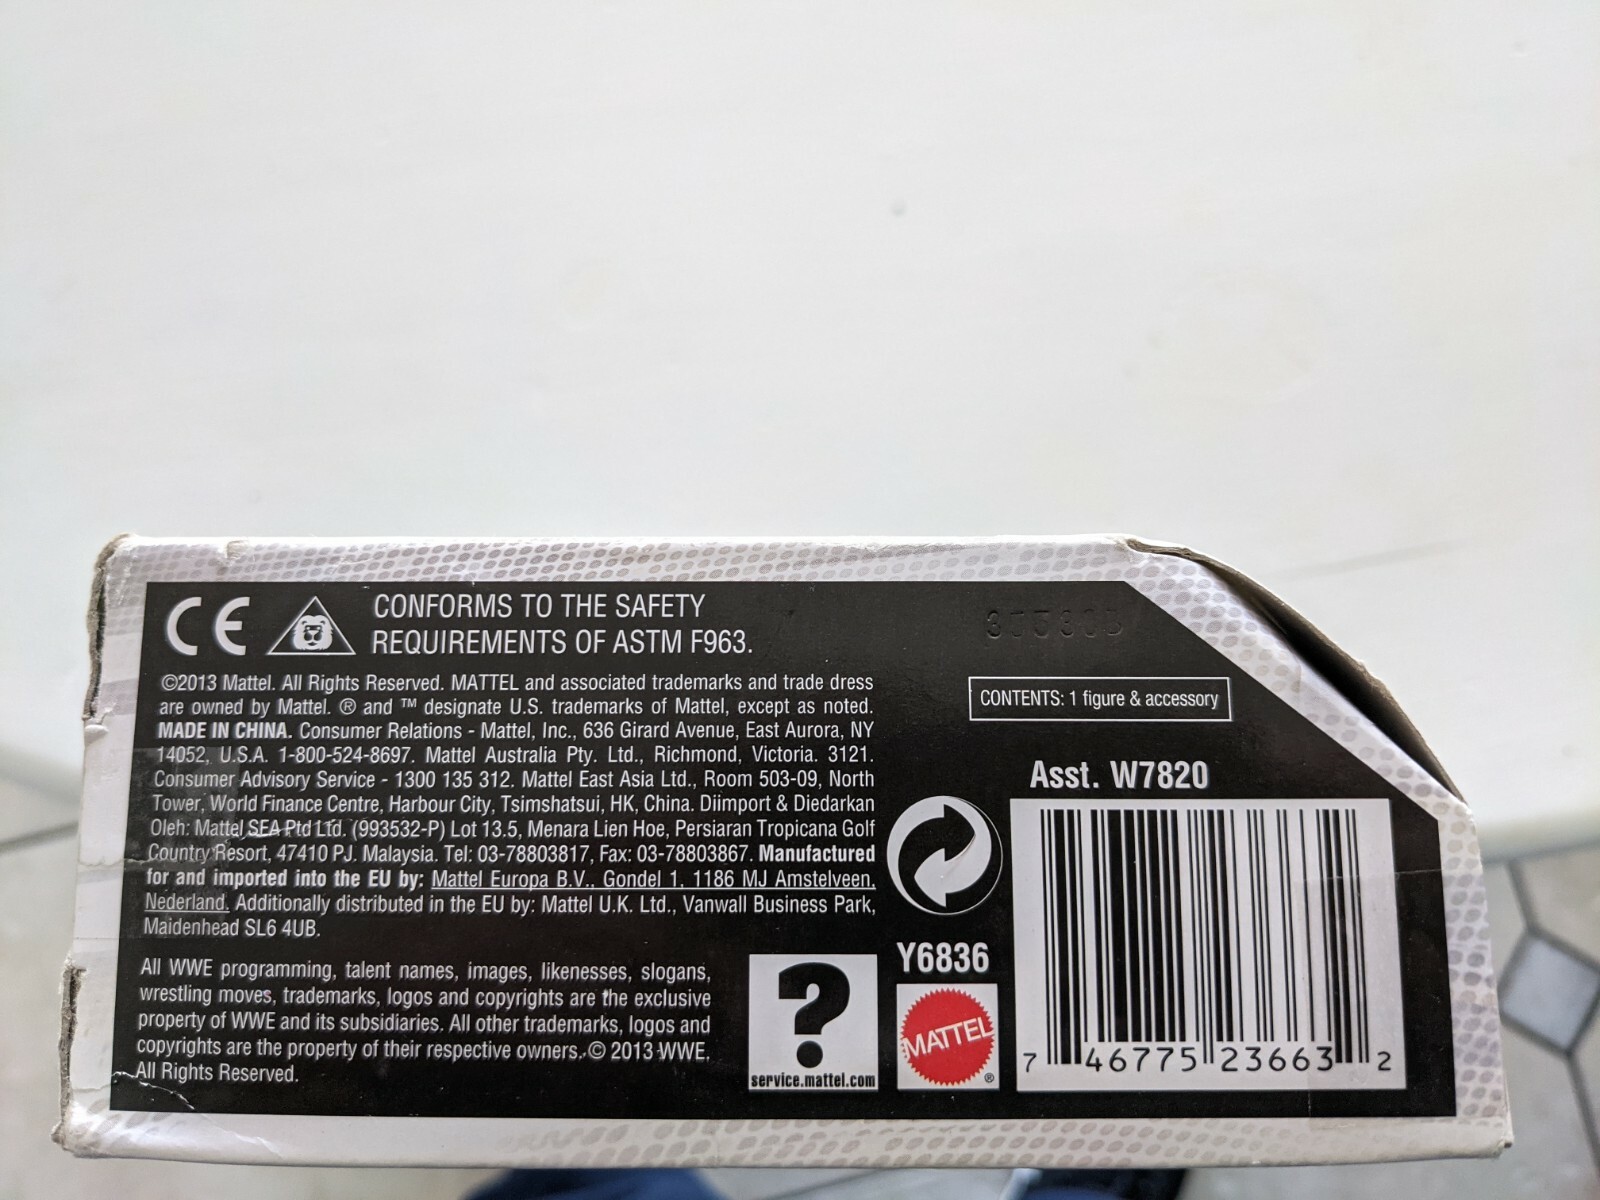 CE
CONFORMS TO THE SAFETY
REQUIREMENTS OF ASTM F963.
©2013 Mattel. All Rights Reserved. MATTEL and associated trademarks and trade dress
are owned by Mattel. ® and ™ designate U.S. trademarks of Mattel, except as noted.
MADE IN CHINA. Consumer Relations - Mattel, Inc., 636 Girard Avenue, East Aurora, NY
14052, U.S.A. 1-800-524-8697. Mattel Australia Pty. Ltd., Richmond, Victoria. 3121.
Consumer Advisory Service - 1300 135 312. Mattel East Asia Ltd., Room 503-09, North
Tower, World Finance Centre, Harbour City, Tsimshatsui, HK, China. Diimport & Diedarkan
Oleh: Mattel SEA Ptd Ltd. (993532-P) Lot 13.5, Menara Lien Hoe, Persiaran Tropicana Golf
Country Resort, 47410 PJ. Malaysia. Tel: 03-78803817, Fax: 03-78803867. Manufactured
for and imported into the EU by: Mattel Europa B.V., Gondel 1, 1186 MJ Amstelveen,
Nederland. Additionally distributed in the EU by: Mattel U.K. Ltd., Vanwall Business Park,
Maidenhead SL6 4UB.
All WWE programming, talent names, images, likenesses, slogans,
wrestling moves, trademarks, logos and copyrights are the exclusive
property of WWE and its subsidiaries. All other trademarks, logos and
copyrights are the property of their respective owners. © 2013 WWE.
All Rights Reserved.
?
service.mattel.com
Y6836
MATTEL
®
CONTENTS: 1 figure & accessory
Asst. W7820
7 46775 23663 2